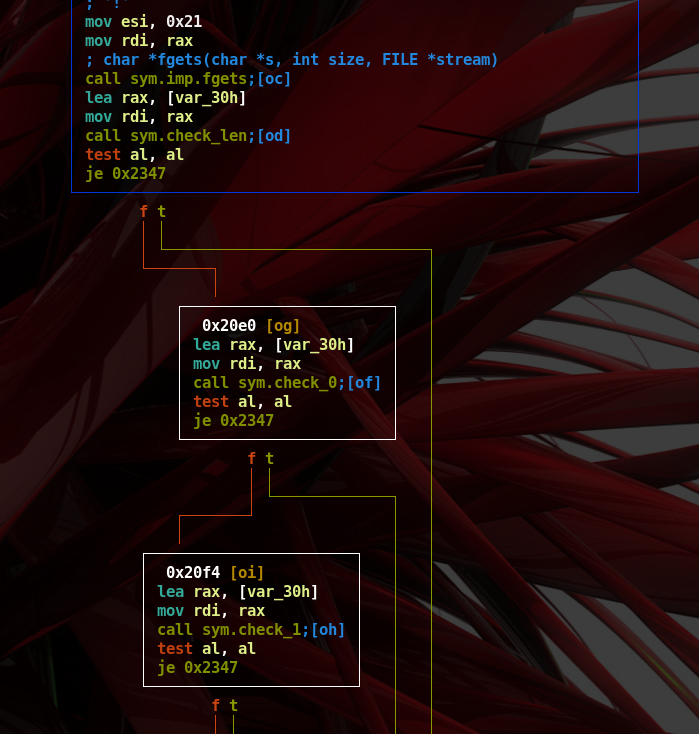 ; '!'
mov esi, 0x21
mov rdi, rax
; char *fgets(char *s, int size, FILE *stream)
call sym.imp.fgets;[oc]
lea rax, [var_30h]
mov rdi, rax
call sym.check_len;[od]
test al, al
je 0x2347
f t
0x20e0 [og]
lea rax, [var_30h]
mov rdi, rax
call sym.check_0;[of]
test al, al
je 0x2347
f t
0x20f4 [oi]
lea rax, [var_30h]
mov rdi, rax
call sym.check_1;[oh]
test al, al
je 0x2347
f t